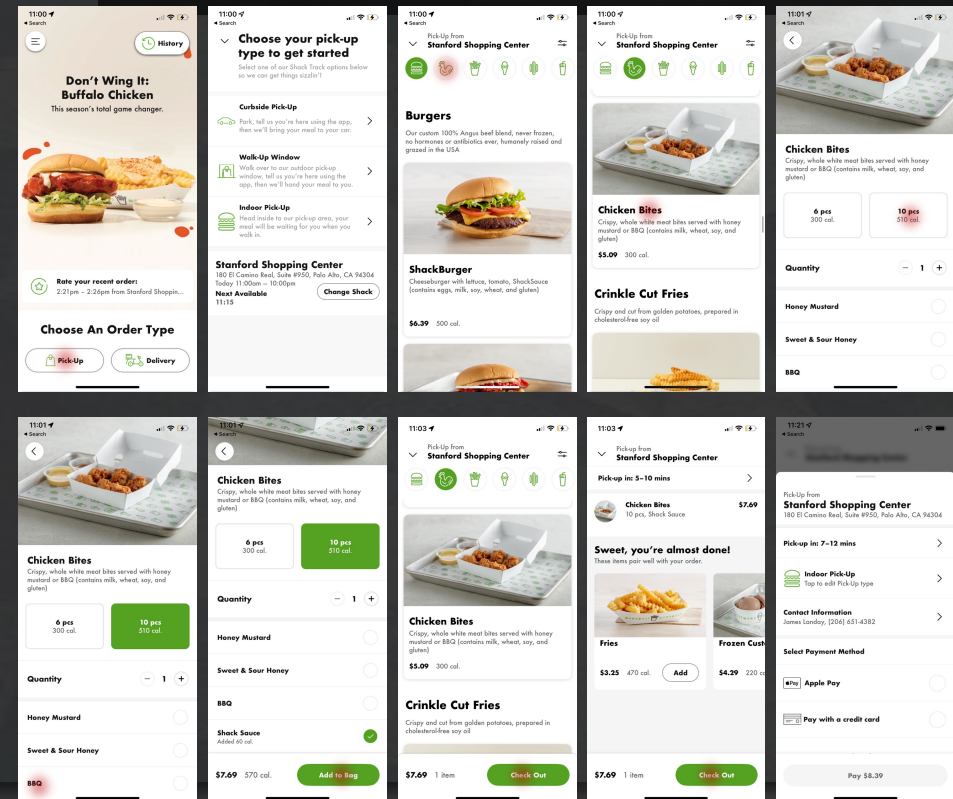 11:00
Search
History
Don't Wing It:
Buffalo Chicken
This season's total game changer.
Rate your recent order:
2:21pm – 2:26pm from Stanford Shoppin...
Choose An Order Type
Pick-Up
Delivery
11:00
Search
Choose your pick-up
type to get started
Select one of our Shack Track options below
so we can get things sizzlin'!
Curbside Pick-Up
Park, tell us you're here using the app,
then we'll bring your meal to your car.
Walk-Up Window
Walk over to our outdoor pick-up
window, tell us you're here using the
app, then we'll hand your meal to you.
Indoor Pick-Up
Head inside to our pick-up area, your
meal will be waiting for you when you
walk in.
Stanford Shopping Center
180 El Camino Real, Suite #950, Palo Alto, CA 94304
Today 11:00am – 10:00pm
Next Available
11:15
Change Shack
11:00
Search
Pick-Up from
Stanford Shopping Center
Burgers
Our custom 100% Angus beef blend, never frozen,
no hormones or antibiotics ever, humanely raised and
grazed in the USA
ShackBurger
Cheeseburger with lettuce, tomato, ShackSauce
(contains eggs, milk, soy, wheat, and gluten)
$6.39 500 cal.
11:00
Search
Pick-Up from
Stanford Shopping Center
Chicken Bites
Crispy, whole white meat bites served with honey
mustard or BBQ (contains milk, wheat, soy, and
gluten)
$5.09 300 cal.
Crinkle Cut Fries
Crispy and cut from golden potatoes, prepared in
cholesterol-free soy oil
11:01
Search
Chicken Bites
Crispy, whole white meat bites served with honey
mustard or BBQ (contains milk, wheat, soy, and
gluten)
6 pcs
300 cal.
10 pcs
510 cal.
Quantity
1
Honey Mustard
Sweet & Sour Honey
BBQ
11:01
Search
Chicken Bites
Crispy, whole white meat bites served with honey
mustard or BBQ (contains milk, wheat, soy, and
gluten)
6 pcs
300 cal.
10 pcs
510 cal.
Quantity
1
Honey Mustard
Sweet & Sour Honey
BBQ
11:01
Search
Chicken Bites
Crispy, whole white meat bites served with honey
mustard or BBQ (contains milk, wheat, soy, and
gluten)
6 pcs
300 cal.
10 pcs
510 cal.
Quantity
1
Honey Mustard
Sweet & Sour Honey
BBQ
Shack Sauce
Added 60 cal.
$7.69 570 cal.
Add to Bag
11:03
Pick-Up from
Stanford Shopping Center
Chicken Bites
Crispy, whole white meat bites served with honey
mustard or BBQ (contains milk, wheat, soy, and
gluten)
$5.09 300 cal.
Crinkle Cut Fries
Crispy and cut from golden potatoes, prepared in
cholesterol-free soy oil
$7.69 1 item
Check Out
11:03
Pick-Up from
Stanford Shopping Center
Pick-up in: 5–10 mins
Chicken Bites $7.69
10 pcs, Shack Sauce
Sweet, you're almost done!
These items pair well with your order.
Fries
$3.25 470 cal.
Add
Frozen Cust
$4.29 220 c
$7.69 1 item
Check Out
11:21
Search
Pick-Up from
Stanford Shopping Center
180 El Camino Real, Suite #950, Palo Alto, CA 94304
Pick-up in: 7–12 mins
Indoor Pick-Up
Tap to edit Pick-Up type
Contact Information
James Landay, (206) 651-4382
Select Payment Method
Pay
Apple Pay
Pay with a credit card
Pay $8.39